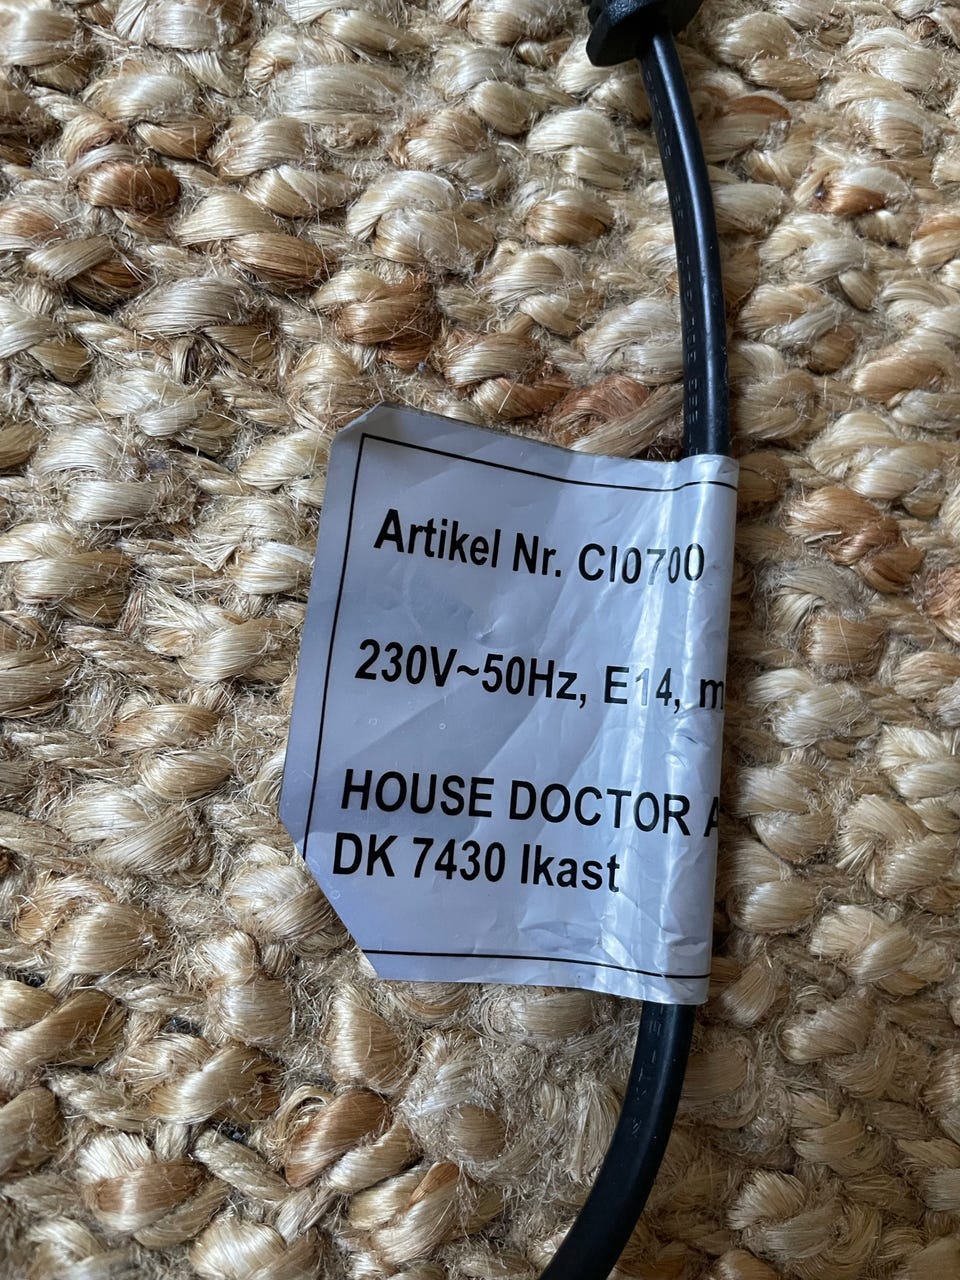 Artikel Nr. CI0700
230V~50Hz, E14, m
HOUSE DOCTOR A
DK 7430 Ikast